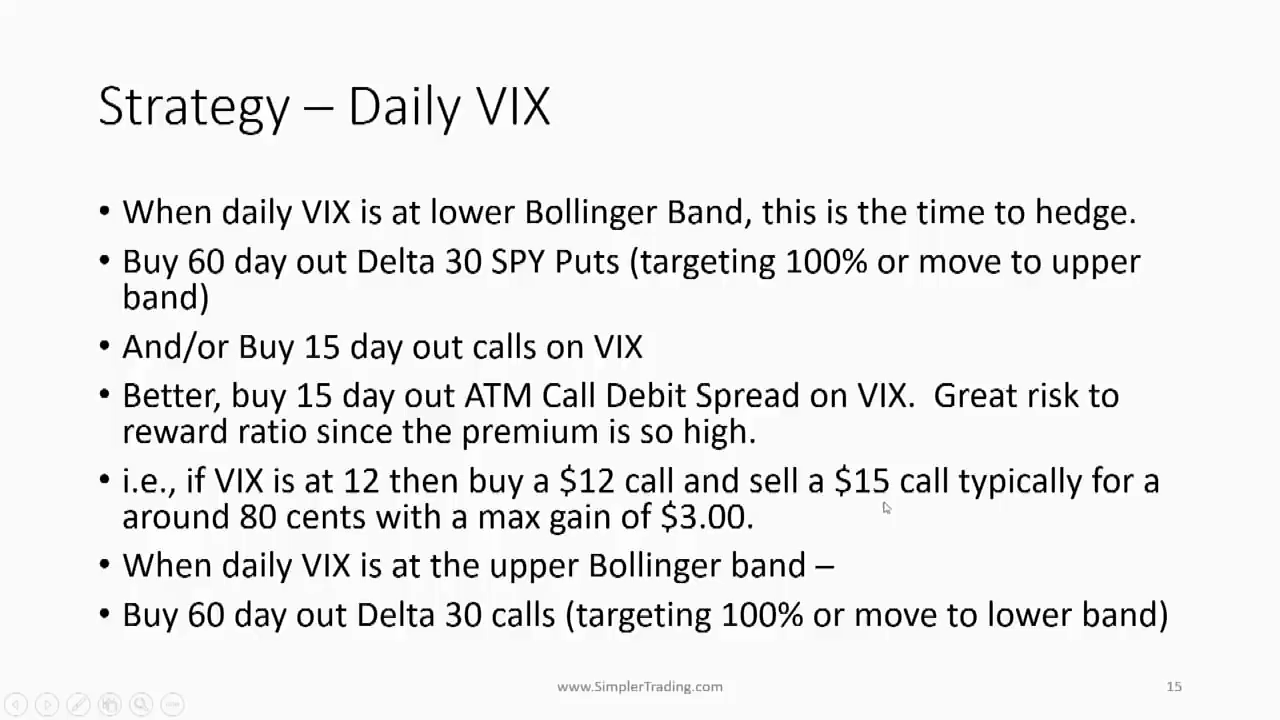 Strategy – Daily VIX
• When daily VIX is at lower Bollinger Band, this is the time to hedge.
• Buy 60 day out Delta 30 SPY Puts (targeting 100% or move to upper
band)
• And/or Buy 15 day out calls on VIX
• Better, buy 15 day out ATM Call Debit Spread on VIX.  Great risk to
reward ratio since the premium is so high.
• i.e., if VIX is at 12 then buy a $12 call and sell a $15 call typically for a
around 80 cents with a max gain of $3.00.
• When daily VIX is at the upper Bollinger band –
• Buy 60 day out Delta 30 calls (targeting 100% or move to lower band)
www.SimplerTrading.com
15